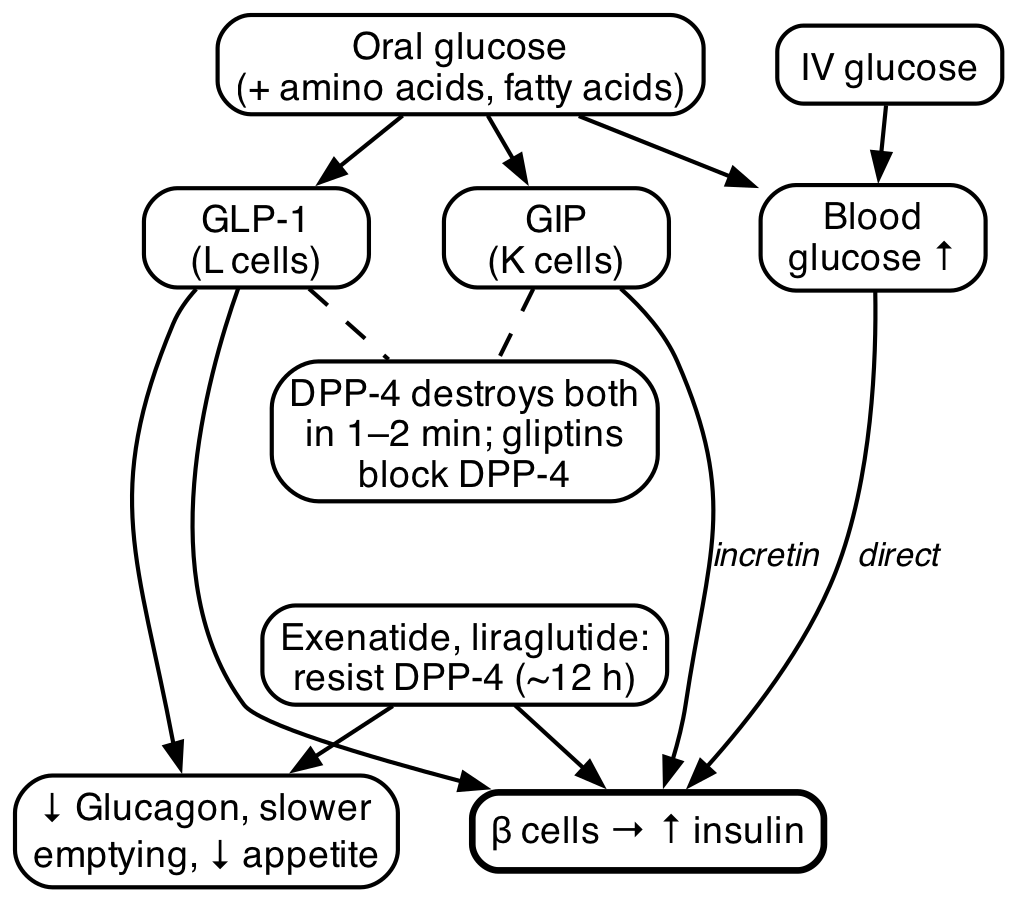 Oral glucose
(+ amino acids, fatty acids)
IV glucose
GLP-1
(L cells)
GIP
(K cells)
Blood
glucose ↑
DPP-4 destroys both
in 1–2 min; gliptins
block DPP-4
incretin
direct
Exenatide, liraglutide:
resist DPP-4 (~12 h)
↓ Glucagon, slower
emptying, ↓ appetite
β cells → ↑ insulin